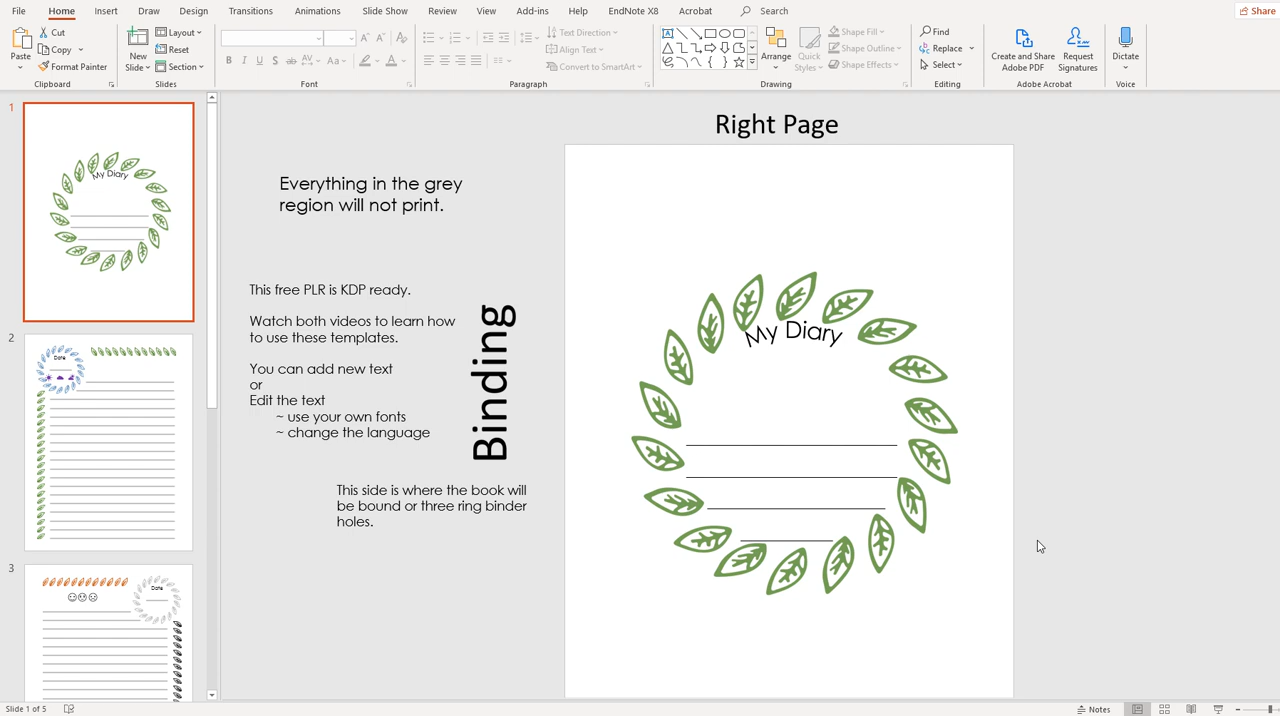 File Home Insert Draw Design Transitions Animations Slide Show Review View Add-ins Help EndNote X8 Acrobat Search Share
Paste
Cut
Copy
Format Painter
Clipboard
New
Slide
Layout
Reset
Section
Slides
B I U S ab AV Aa A
Font
Text Direction
Align Text
Convert to SmartArt
Paragraph
Arrange
Quick
Styles
Shape Fill
Shape Outline
Shape Effects
Drawing
Find
Replace
Select
Editing
Create and Share
Adobe PDF
Request
Signatures
Adobe Acrobat
Dictate
Voice
1
My Diary
2
Date
3
Date
Right Page
Everything in the grey
region will not print.
This free PLR is KDP ready.
Watch both videos to learn how
to use these templates.
You can add new text
or
Edit the text
~ use your own fonts
~ change the language
Binding
This side is where the book will
be bound or three ring binder
holes.
My Diary
Slide 1 of 5
Notes